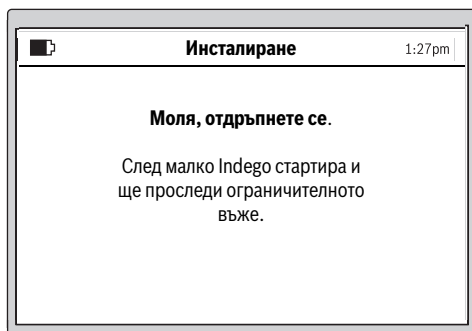 Инсталиране 1:27pm
Моля, отдръпнете се.
След малко Indego стартира и
ще проследи ограничителното
въже.